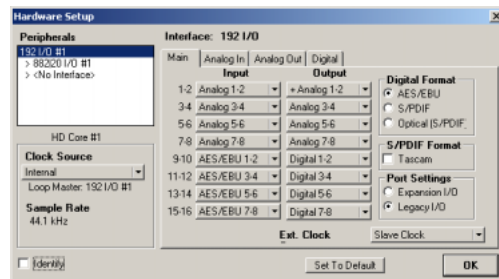 Hardware Setup
Peripherals
192 I/O #1
> 882|20 I/O #1
> <No Interface>
HD Core #1
Clock Source
Internal
Loop Master: 192 I/O #1
Sample Rate
44.1 kHz
Identify
Interface: 192 I/O
Main Analog In Analog Out Digital
Input Output
1-2 Analog 1-2 + Analog 1-2
3-4 Analog 3-4 Analog 3-4
5-6 Analog 5-6 Analog 5-6
7-8 Analog 7-8 Analog 7-8
9-10 AES/EBU 1-2 Digital 1-2
11-12 AES/EBU 3-4 Digital 3-4
13-14 AES/EBU 5-6 Digital 5-6
15-16 AES/EBU 7-8 Digital 7-8
Ext. Clock Slave Clock
Digital Format
AES/EBU
S/PDIF
Optical (S/PDIF
S/PDIF Format
Tascam
Port Settings
Expansion I/O
Legacy I/O
Set To Default
OK